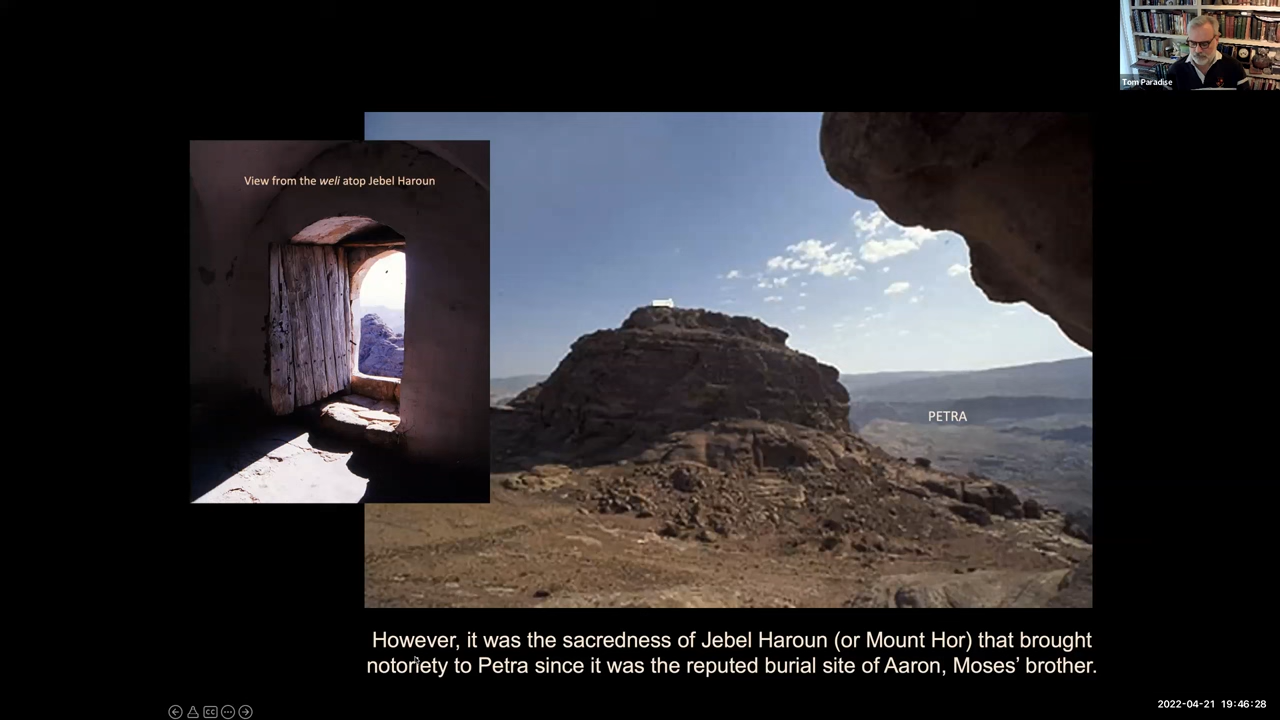 Tom Paradise
View from the weli atop Jebel Haroun
PETRA
However, it was the sacredness of Jebel Haroun (or Mount Hor) that brought
notoriety to Petra since it was the reputed burial site of Aaron, Moses’ brother.
CC
2022-04-21 19:46:28